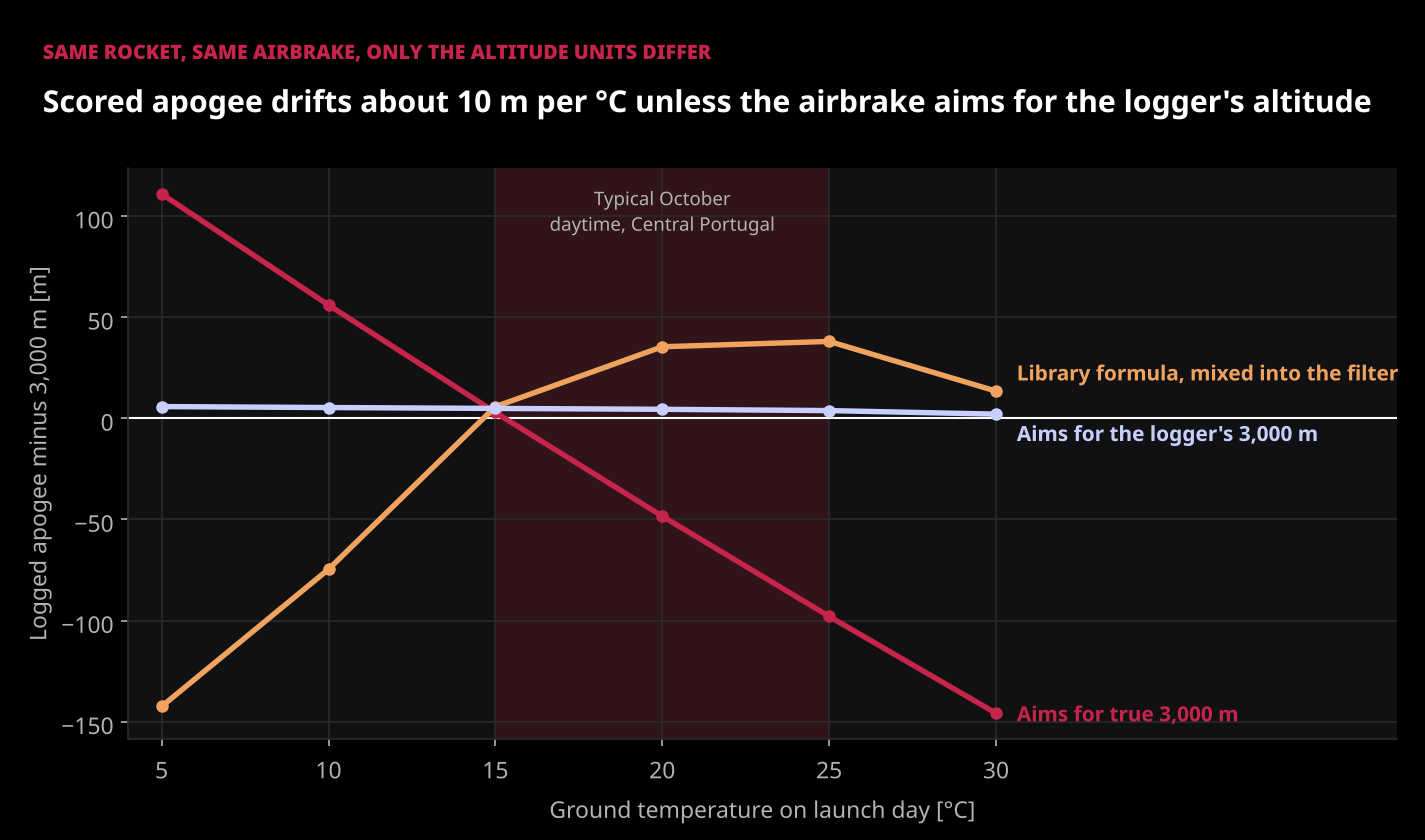 SAME ROCKET, SAME AIRBRAKE, ONLY THE ALTITUDE UNITS DIFFER
Scored apogee drifts about 10 m per °C unless the airbrake aims for the logger's altitude
Typical October
daytime, Central Portugal
100
50
0
−50
−100
−150
Logged apogee minus 3,000 m [m]
Library formula, mixed into the filter
Aims for the logger's 3,000 m
Aims for true 3,000 m
5
10
15
20
25
30
Ground temperature on launch day [°C]